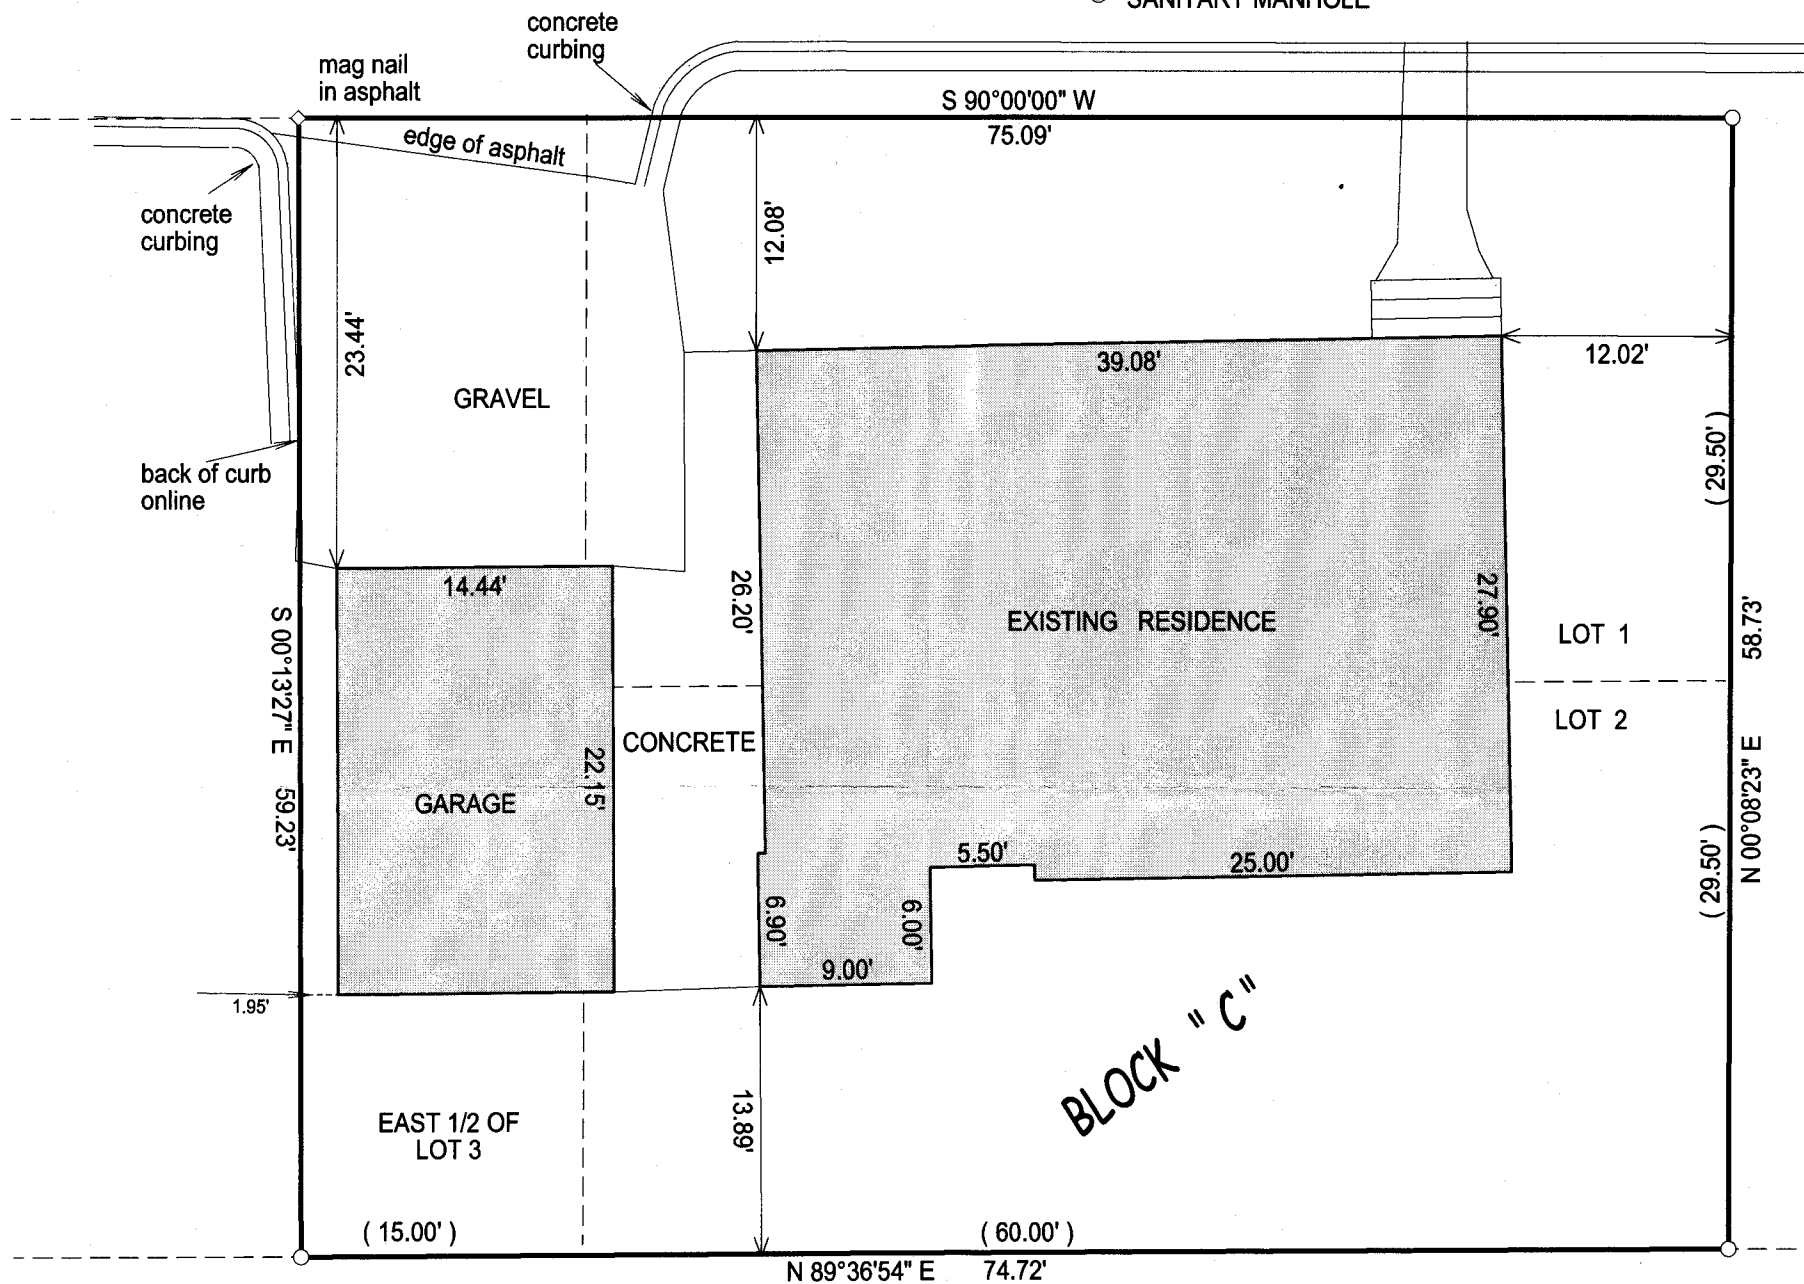 SANITARY MANHOLE
concrete
curbing
mag nail
in asphalt
S 90°00'00" W
75.09'
edge of asphalt
concrete
curbing
12.08'
23.44'
39.08'
12.02'
GRAVEL
( 29.50' )
back of curb
online
14.44'
26.20'
EXISTING RESIDENCE
27.90'
LOT 1
58.73'
S 00°13'27" E 59.23'
LOT 2
CONCRETE
22.15'
GARAGE
N 00°08'23" E
5.50'
25.00'
( 29.50' )
6.90'
6.00'
9.00'
1.95'
BLOCK "C"
13.89'
EAST 1/2 OF
LOT 3
( 15.00' )
( 60.00' )
N 89°36'54" E 74.72'